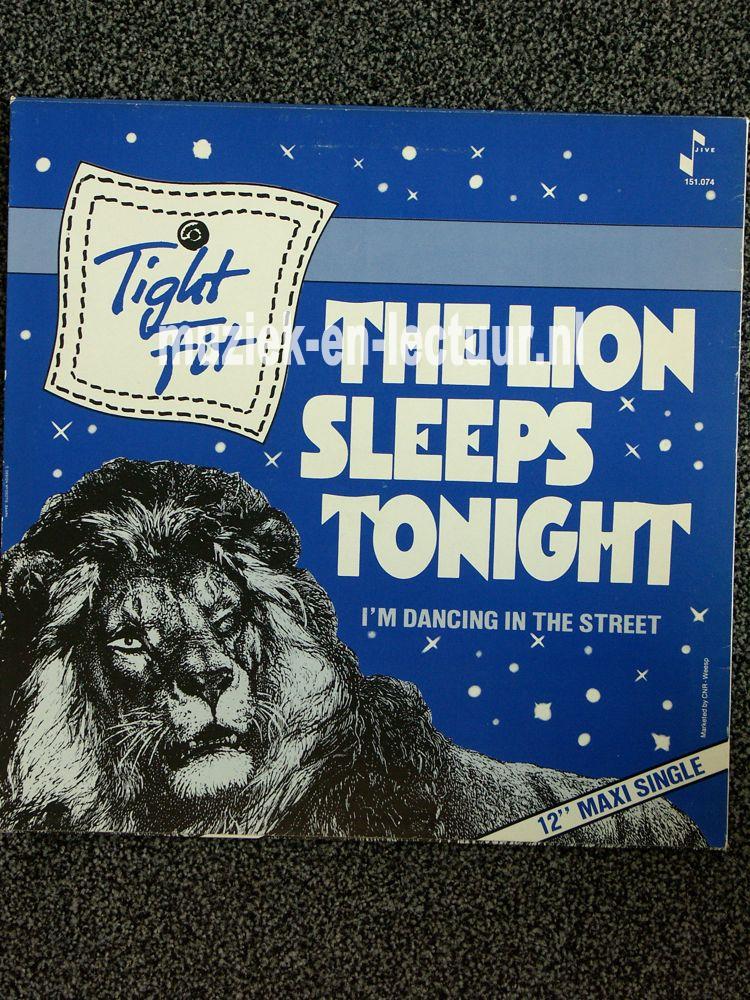 JIVE
151.074
Tight
Fit
muziek-en-lectuur.nl
THE LION
SLEEPS
TONIGHT
I'M DANCING IN THE STREET
Marketed by CNR - Weesp
12'' MAXI SINGLE